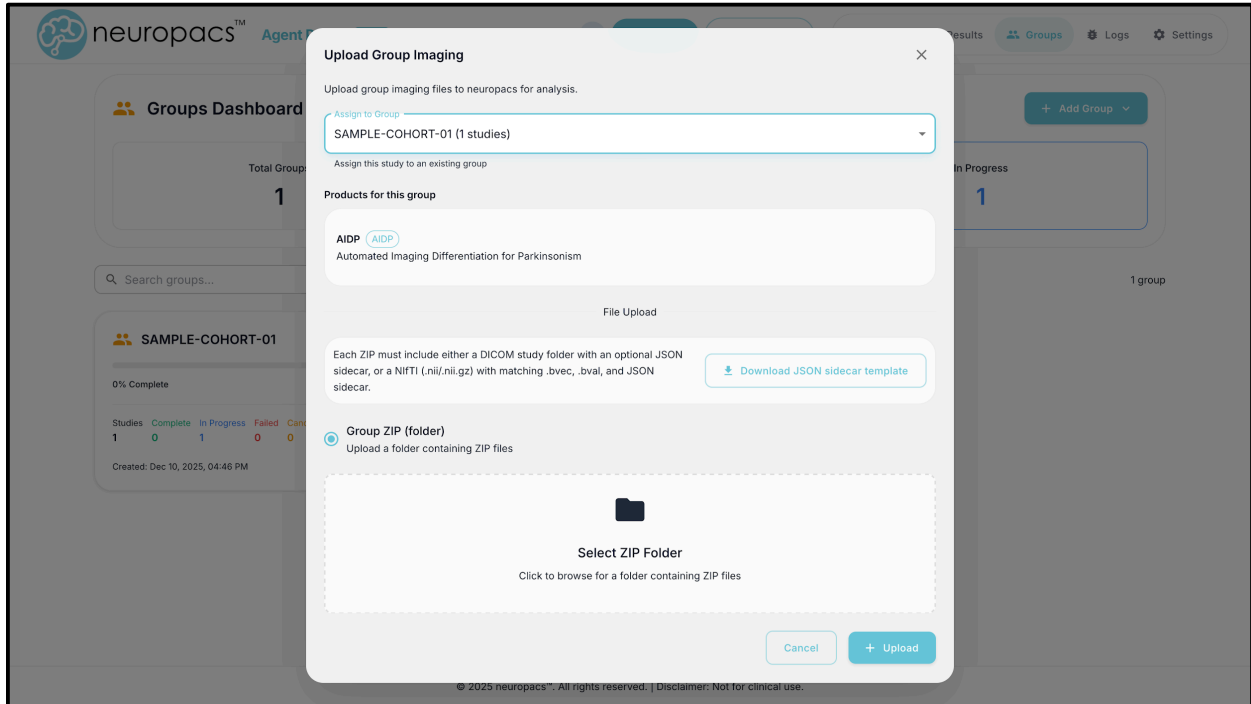 neuropacs™
Agent
Results
Groups
Logs
Settings
Groups Dashboard
+ Add Group
Total Groups
1
In Progress
1
Search groups...
1 group
SAMPLE-COHORT-01
0% Complete
Studies Complete In Progress Failed
1 0 1 0 0
Created: Dec 10, 2025, 04:46 PM
Upload Group Imaging
Upload group imaging files to neuropacs for analysis.
Assign to Group
SAMPLE-COHORT-01 (1 studies)
Assign this study to an existing group
Products for this group
AIDP AIDP
Automated Imaging Differentiation for Parkinsonism
File Upload
Each ZIP must include either a DICOM study folder with an optional JSON
sidecar, or a NIfTI (.nii/.nii.gz) with matching .bvec, .bval, and JSON
sidecar.
Download JSON sidecar template
Group ZIP (folder)
Upload a folder containing ZIP files
Select ZIP Folder
Click to browse for a folder containing ZIP files
Cancel
+ Upload
© 2025 neuropacs™. All rights reserved. | Disclaimer: Not for clinical use.